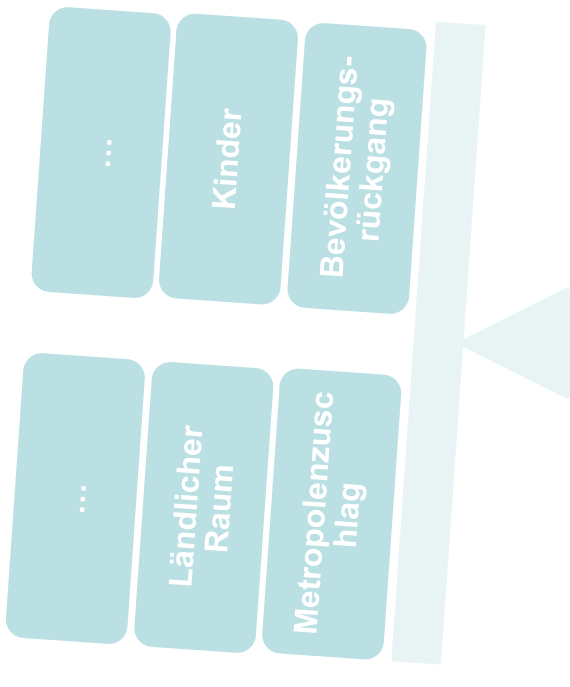 ...
...
Ländlicher
Raum
Kinder
Metropolenzusc
hlag
Bevölkerungs-
rückgang